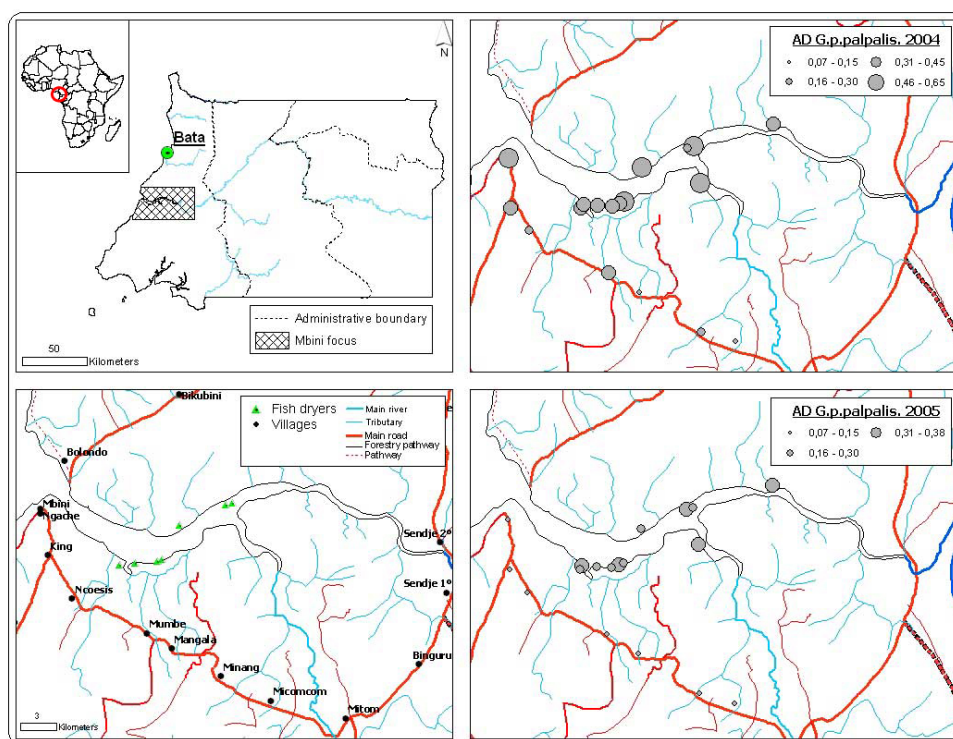 N
Bata
Administrative boundary
Mbini focus
50
Kilometers
AD G.p.palpalis. 2004
0,07 - 0,15
0,31 - 0,45
0,16 - 0,30
0,46 - 0,65
Bikubini
Fish dryers
Villages
Main river
Tributary
Main road
Forestry pathway
Pathway
Bolondo
Mbini
Ngache
King
Ncoesis
Mumbe
Mangala
Minang
Micomcom
Mitom
Binguru
Sendje 1º
Sendje 2º
3
Kilometers
AD G.p.palpalis. 2005
0,07 - 0,15
0,31 - 0,38
0,16 - 0,30